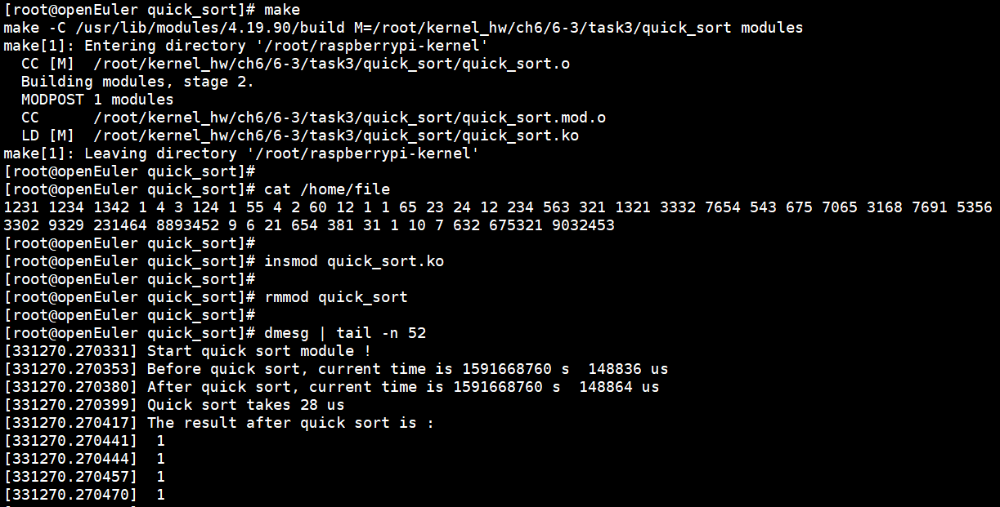 [root@openEuler quick_sort]# make
make -C /usr/lib/modules/4.19.90/build M=/root/kernel_hw/ch6/6-3/task3/quick_sort modules
make[1]: Entering directory '/root/raspberrypi-kernel'
  CC [M]  /root/kernel_hw/ch6/6-3/task3/quick_sort/quick_sort.o
  Building modules, stage 2.
  MODPOST 1 modules
  CC      /root/kernel_hw/ch6/6-3/task3/quick_sort/quick_sort.mod.o
  LD [M]  /root/kernel_hw/ch6/6-3/task3/quick_sort/quick_sort.ko
make[1]: Leaving directory '/root/raspberrypi-kernel'
[root@openEuler quick_sort]#
[root@openEuler quick_sort]# cat /home/file
1231 1234 1342 1 4 3 124 1 55 4 2 60 12 1 1 65 23 24 12 234 563 321 1321 3332 7654 543 675 7065 3168 7691 5356
3302 9329 231464 8893452 9 6 21 654 381 31 1 10 7 632 675321 9032453
[root@openEuler quick_sort]#
[root@openEuler quick_sort]# insmod quick_sort.ko
[root@openEuler quick_sort]#
[root@openEuler quick_sort]# rmmod quick_sort
[root@openEuler quick_sort]#
[root@openEuler quick_sort]# dmesg | tail -n 52
[331270.270331] Start quick sort module !
[331270.270353] Before quick sort, current time is 1591668760 s  148836 us
[331270.270380] After quick sort, current time is 1591668760 s  148864 us
[331270.270399] Quick sort takes 28 us
[331270.270417] The result after quick sort is :
[331270.270441]  1
[331270.270444]  1
[331270.270457]  1
[331270.270470]  1